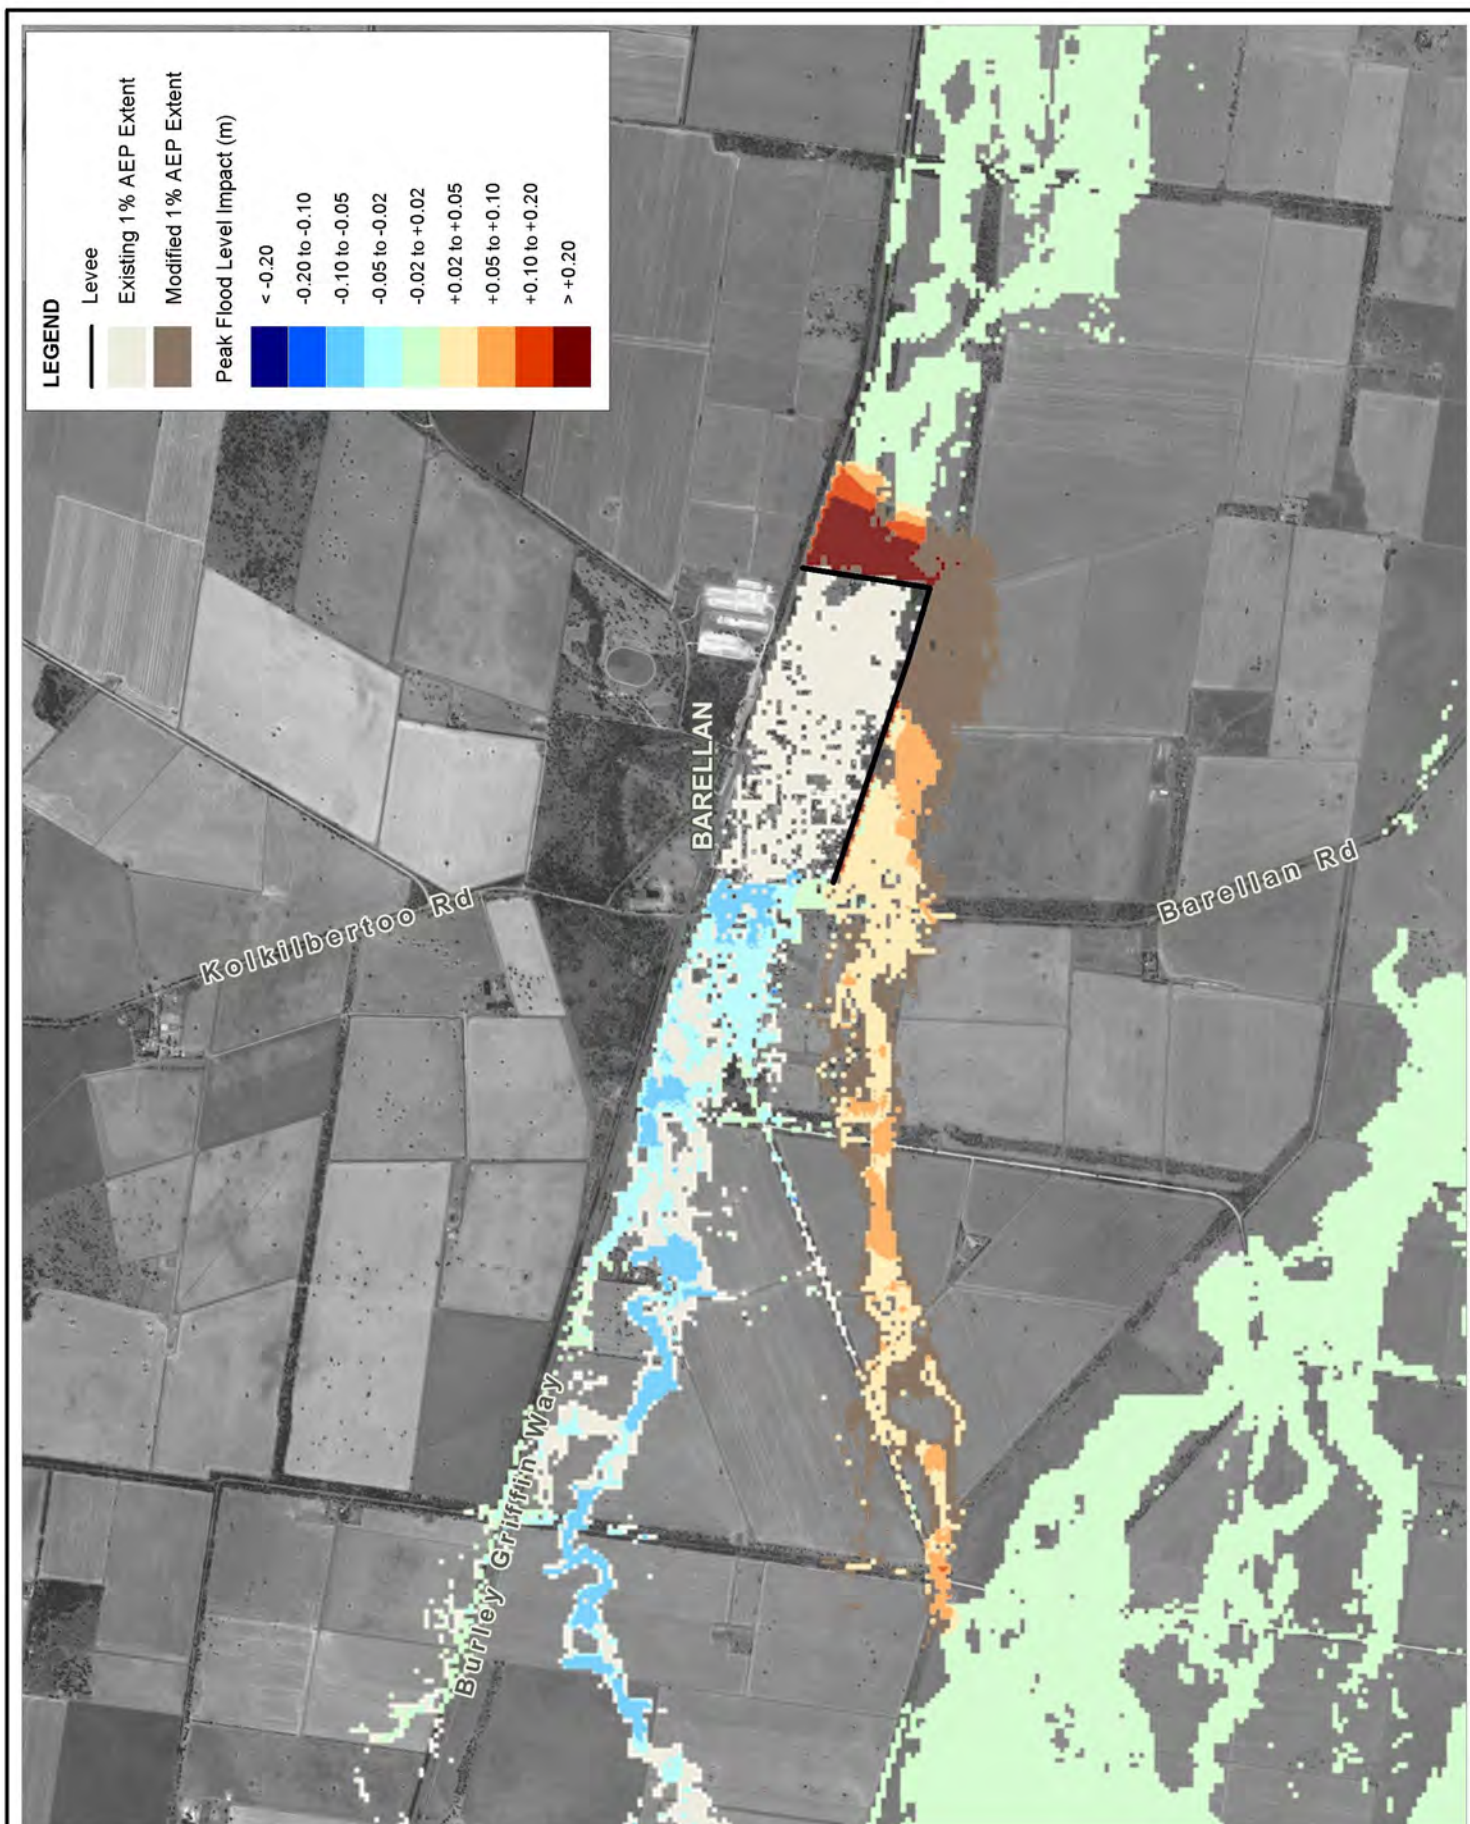 LEGEND
Levee
Existing 1% AEP Extent
Modified 1% AEP Extent
Peak Flood Level Impact (m)
< -0.20
-0.20 to -0.10
-0.10 to -0.05
-0.05 to -0.02
-0.02 to +0.02
+0.02 to +0.05
+0.05 to +0.10
+0.10 to +0.20
> +0.20
BARELLAN
Kolkilbertoo Rd
Barellan Rd
Burley Griffin Way